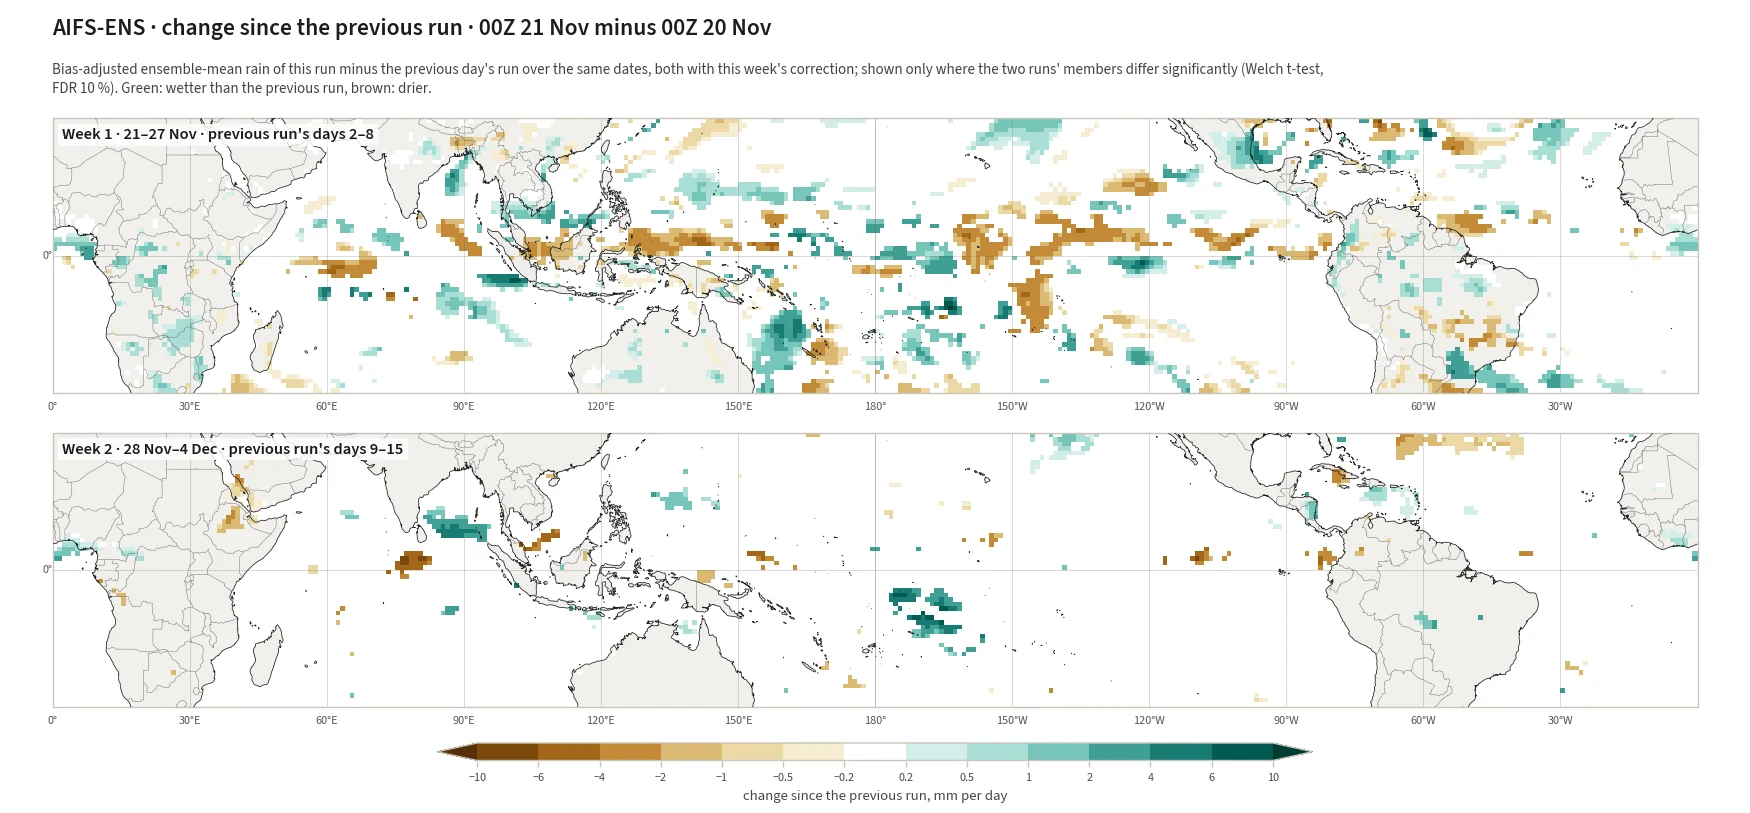 AIFS-ENS · change since the previous run · 00Z 21 Nov minus 00Z 20 Nov
Bias-adjusted ensemble-mean rain of this run minus the previous day's run over the same dates, both with this week's correction; shown only where the two runs' members differ significantly (Welch t-test,
FDR 10 %). Green: wetter than the previous run, brown: drier.
Week 1 · 21–27 Nov · previous run's days 2–8
0°
0° 30°E 60°E 90°E 120°E 150°E 180° 150°W 120°W 90°W 60°W 30°W
Week 2 · 28 Nov–4 Dec · previous run's days 9–15
0°
0° 30°E 60°E 90°E 120°E 150°E 180° 150°W 120°W 90°W 60°W 30°W
−10 −6 −4 −2 −1 −0.5 −0.2 0.2 0.5 1 2 4 6 10
change since the previous run, mm per day